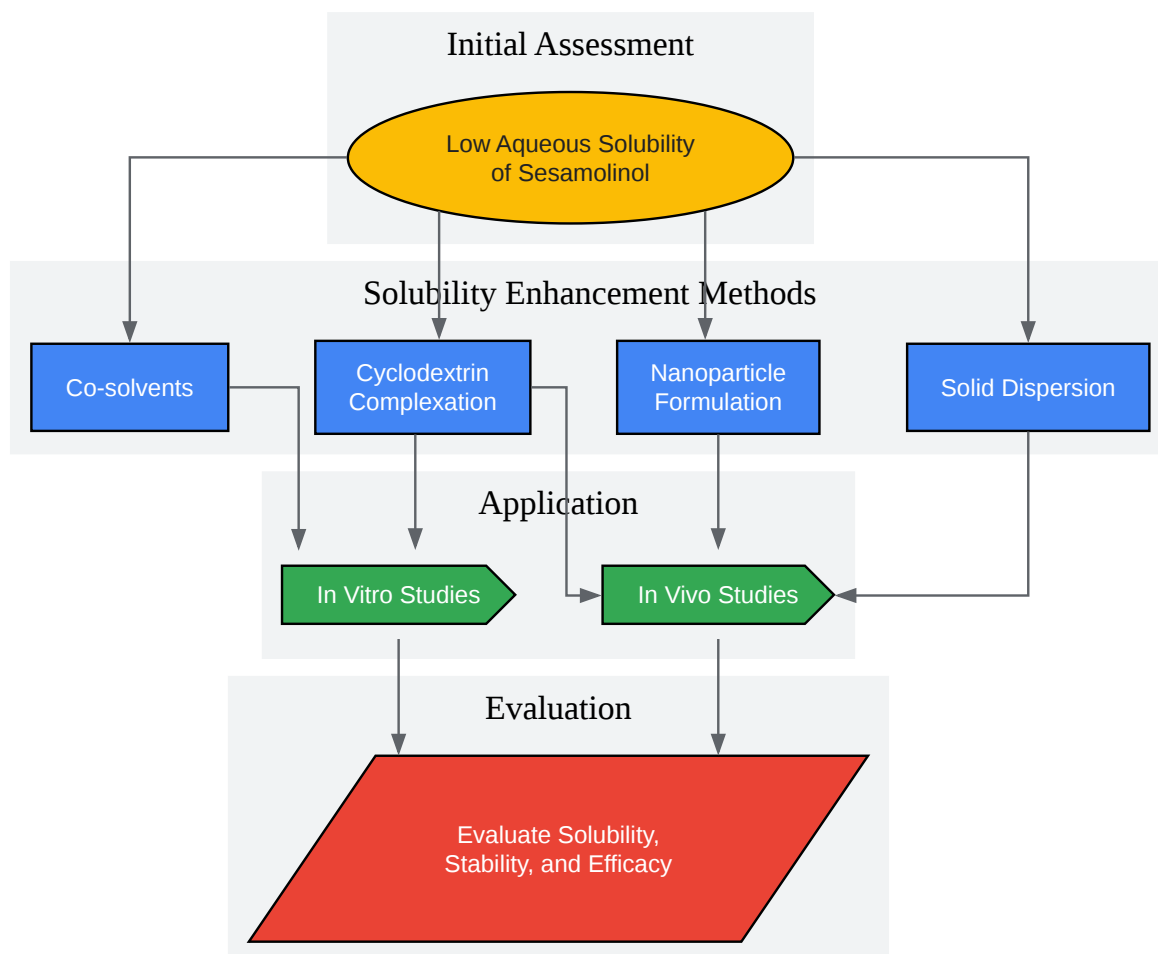 Initial Assessment
Low Aqueous Solubility
of Sesamolinol
Solubility Enhancement Methods
Co-solvents
Cyclodextrin
Complexation
Nanoparticle
Formulation
Solid Dispersion
Application
In Vitro Studies
In Vivo Studies
Evaluation
Evaluate Solubility,
Stability, and Efficacy